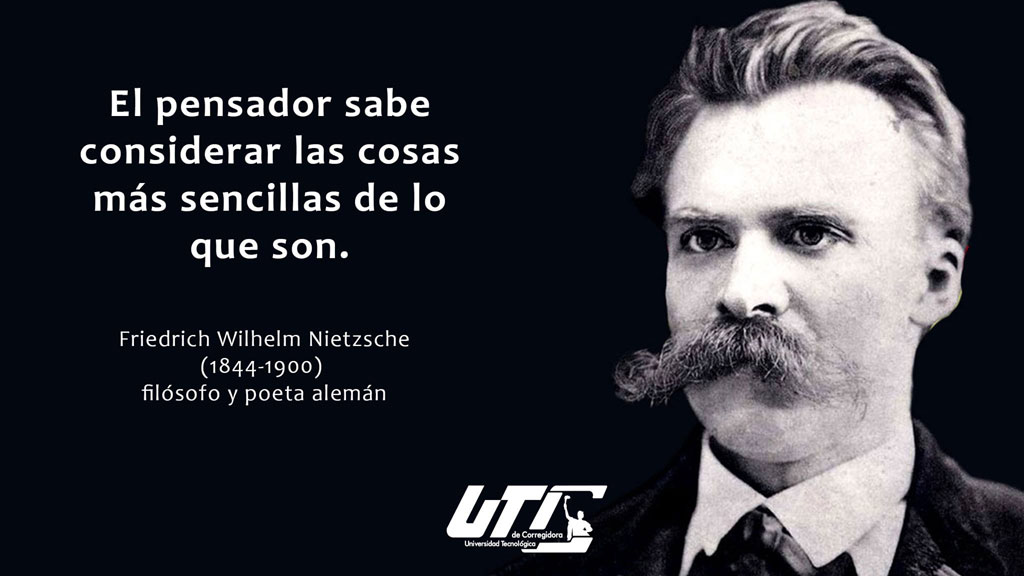 El pensador sabe
considerar las cosas
más sencillas de lo
que son.
Friedrich Wilhelm Nietzsche
(1844-1900)
filósofo y poeta alemán
UTC
de Corregidora
Universidad Tecnológica